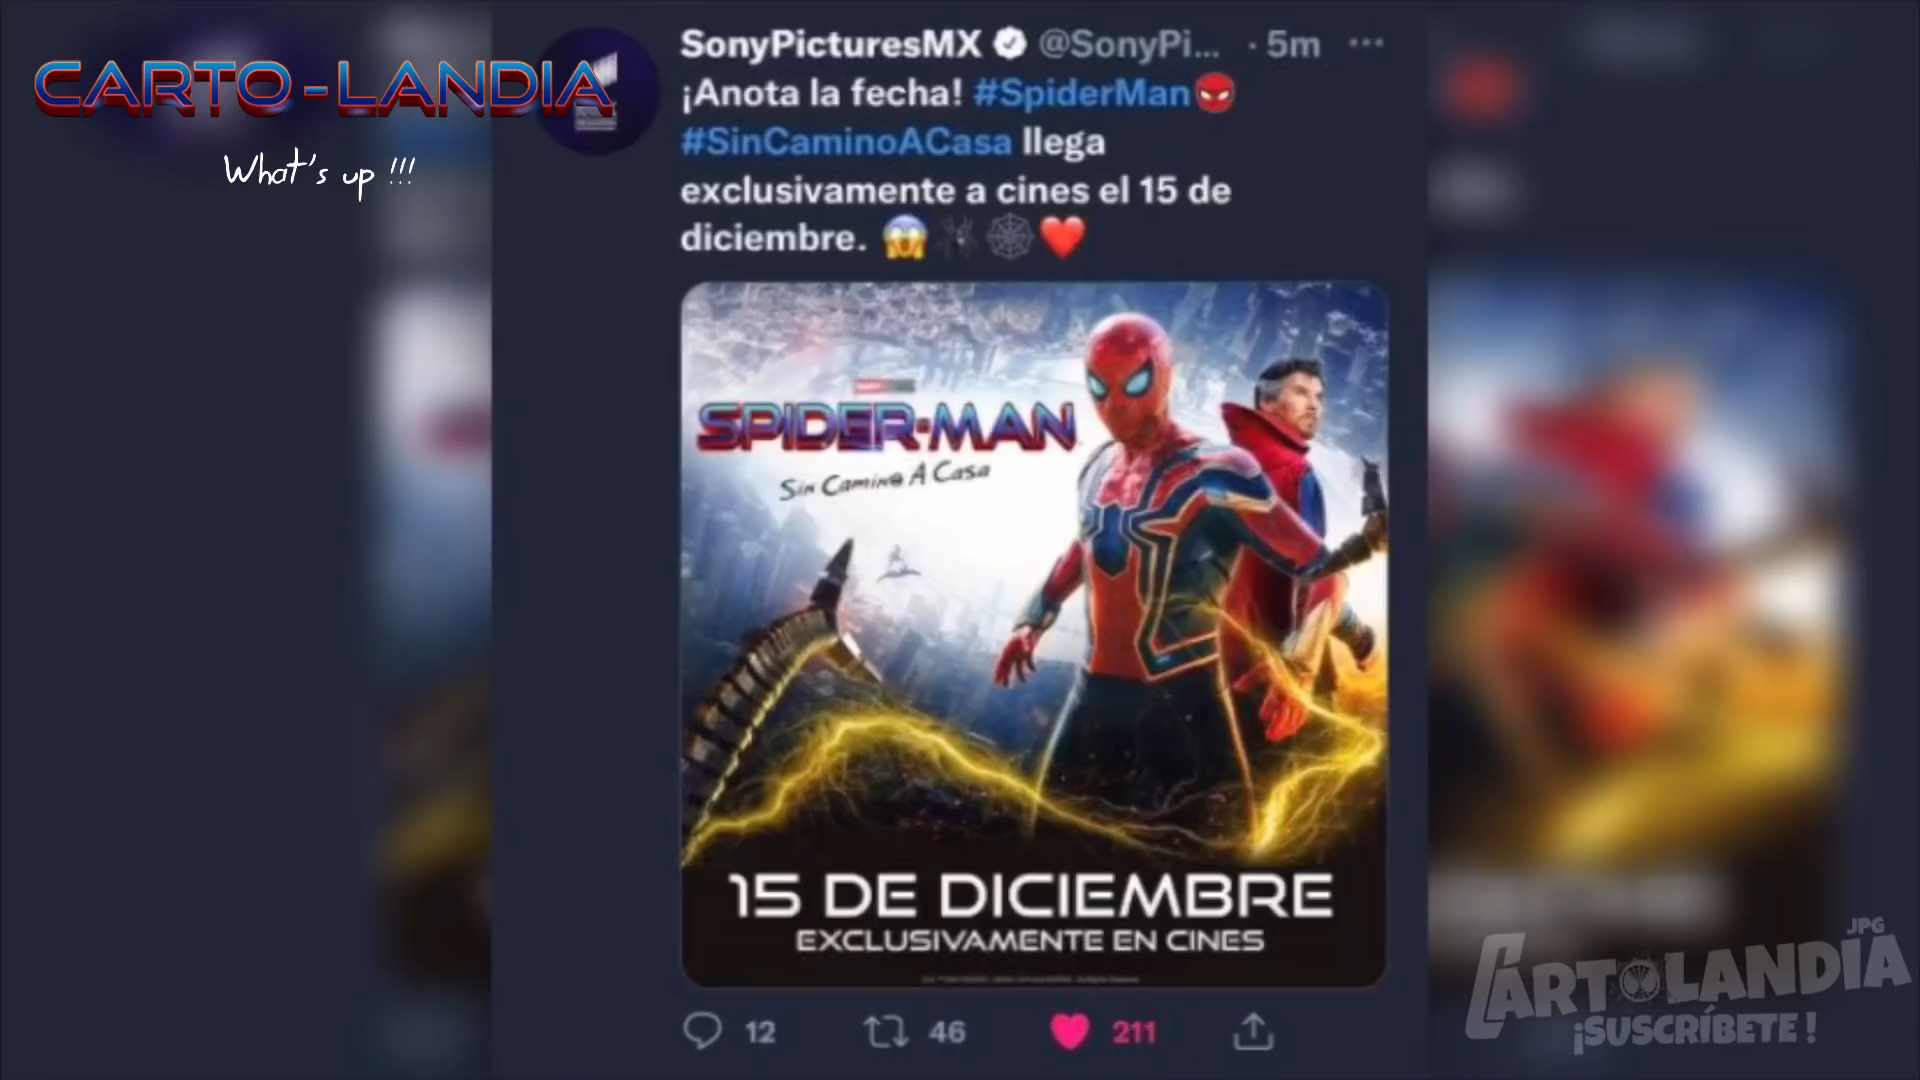 CARTO-LANDIA
What's up !!!
SonyPicturesMX @SonyPi... · 5m ...
¡Anota la fecha! #SpiderMan
#SinCaminoACasa llega
exclusivamente a cines el 15 de
diciembre.
SPIDER-MAN
Sin Camino A Casa
15 DE DICIEMBRE
EXCLUSIVAMENTE EN CINES
12 46 211
JPG
CARTOLANDIA
¡SUSCRÍBETE!